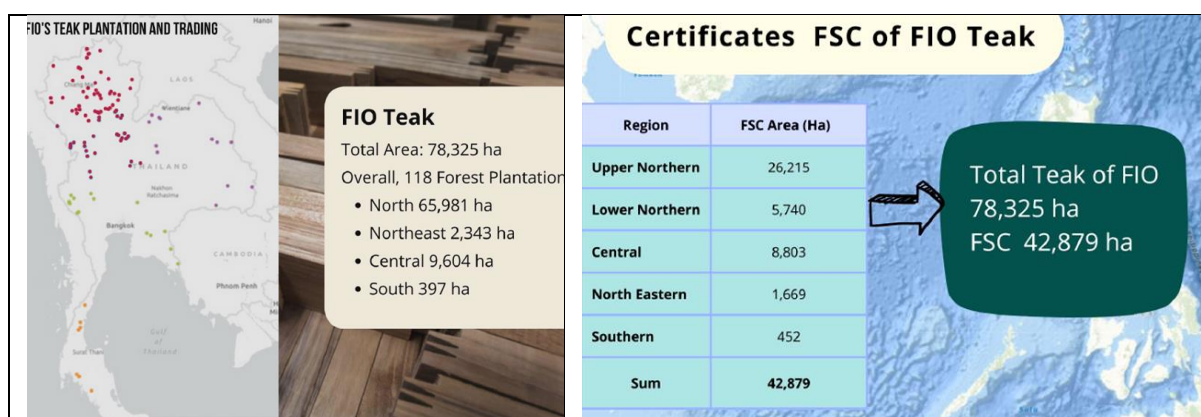 FIO'S TEAK PLANTATION AND TRADING
Hanoi
LAOS
Vientiane
THAILAND
Nakhon
Ratchasima
Bangkok
CAMBODIA
Phnom Penh
Gulf
of
Thailand
Surat Thani
FIO Teak
Total Area: 78,325 ha
Overall, 118 Forest Plantation
• North 65,981 ha
• Northeast 2,343 ha
• Central 9,604 ha
• South 397 ha
Certificates FSC of FIO Teak
Region FSC Area (Ha)
Upper Northern 26,215
Lower Northern 5,740
Central 8,803
North Eastern 1,669
Southern 452
Sum 42,879
Total Teak of FIO
78,325 ha
FSC 42,879 ha